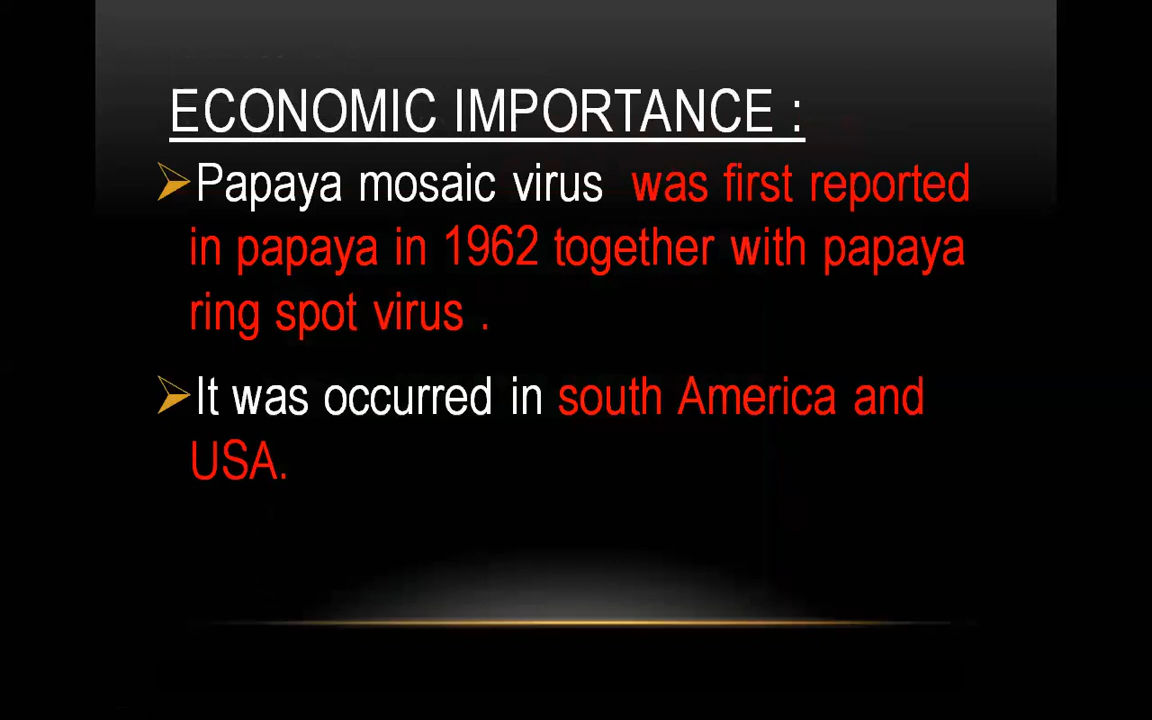 ECONOMIC IMPORTANCE :
Papaya mosaic virus was first reported
in papaya in 1962 together with papaya
ring spot virus .
It was occurred in south America and
USA.